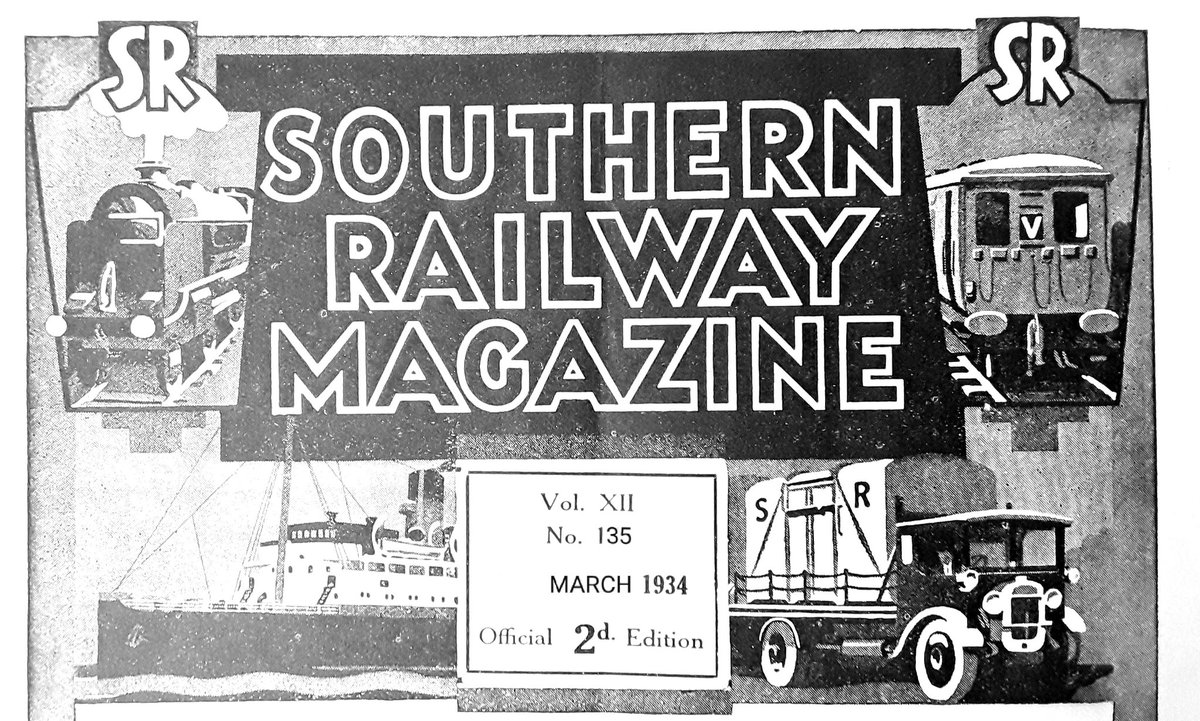 SR
SR
SOUTHERN
RAILWAY
MAGAZINE
V
Vol. XII
No. 135
MARCH 1934
Official 2d. Edition
S R